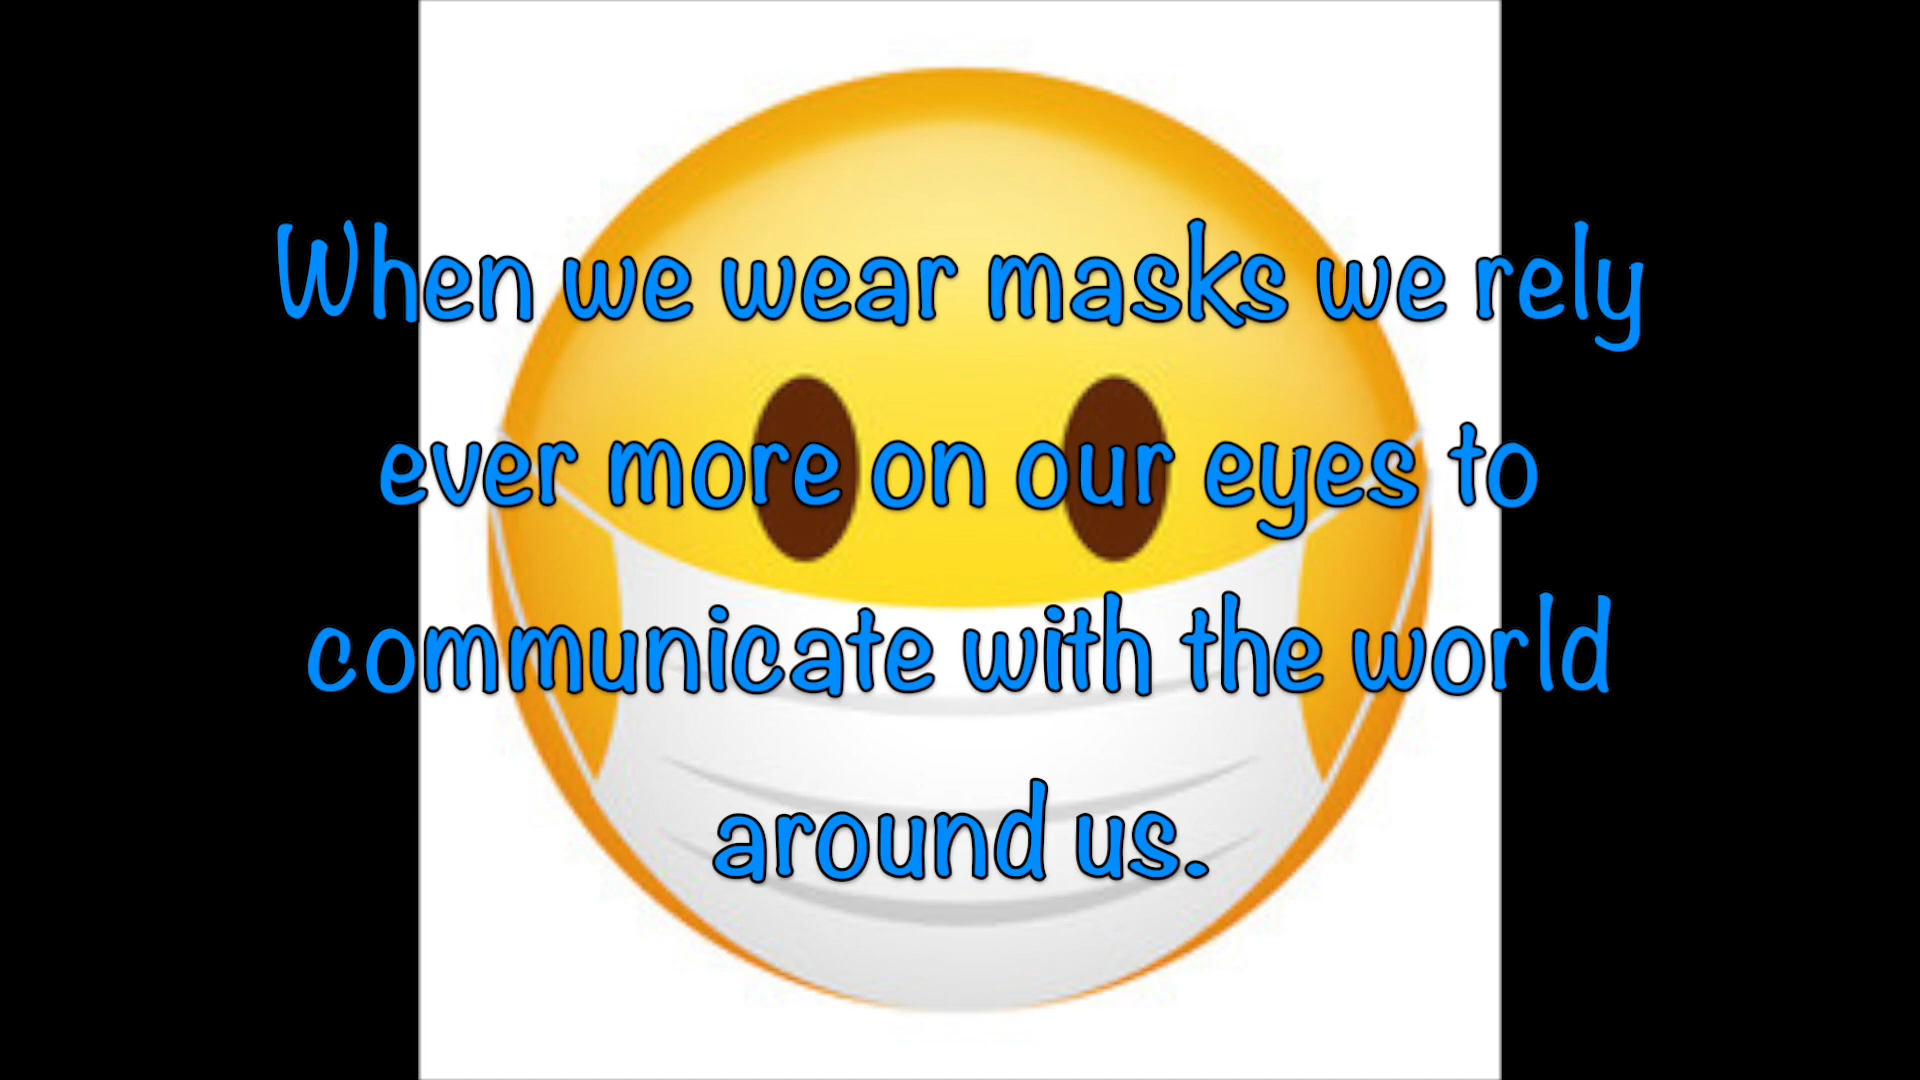 When we wear masks we rely
ever more on our eyes to
communicate with the world
around us.